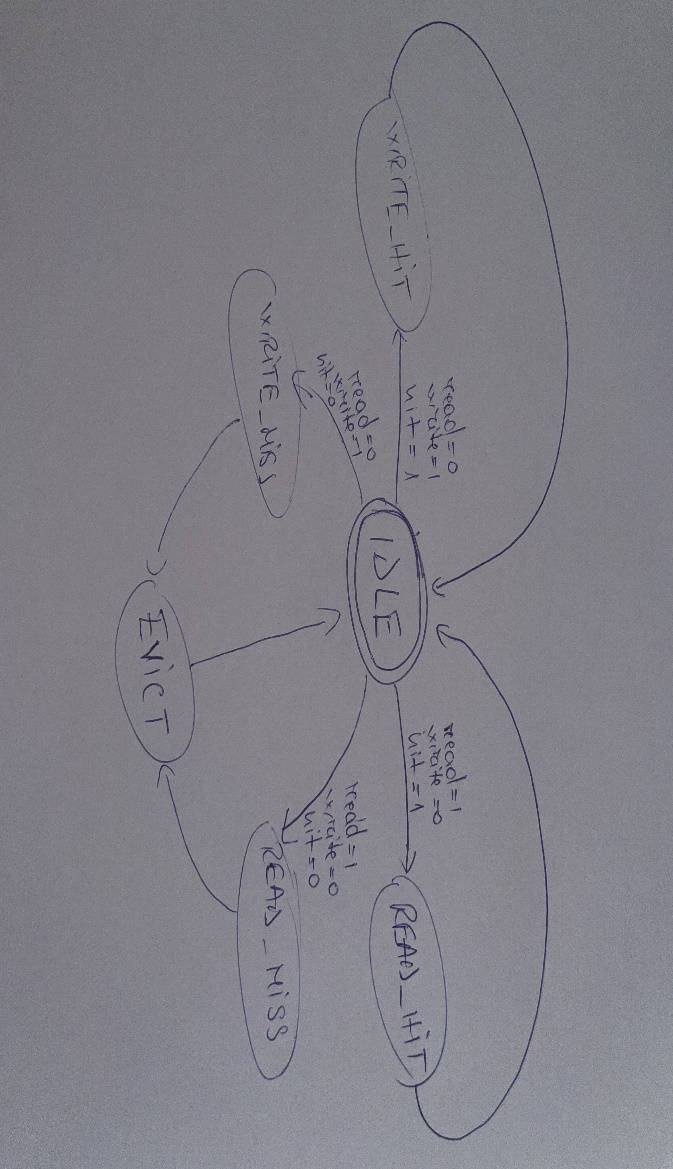 WRITE_HIT
read=0
write=1
hit=1
WRITE_MISS
read=0
write=1
hit=0
IDLE
EVICT
read=1
write=0
hit=1
READ_HIT
read=1
write=0
hit=0
READ_MISS